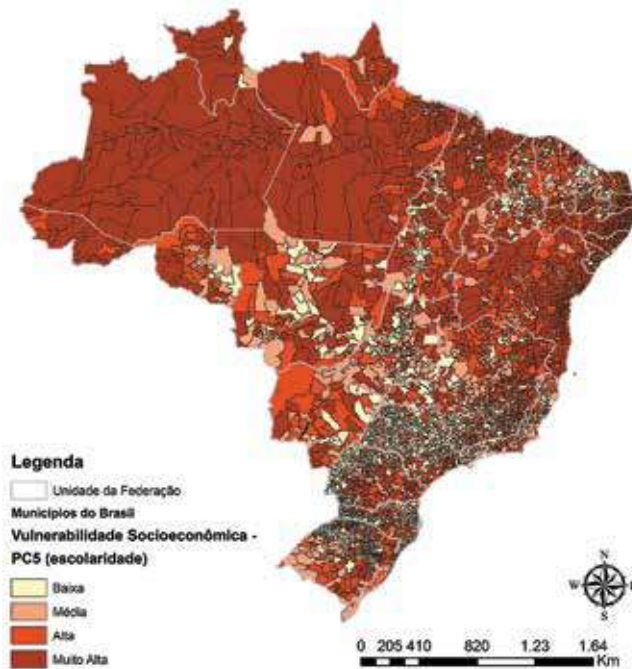 Legenda
Unidade da Federação
Municípios do Brasil
Vulnerabilidade Socioeconômica -
PC5 (escolaridade)
Baixa
Média
Alta
Muito Alta
N
W
E
S
0 205 410 820 1.23 1.64
Km